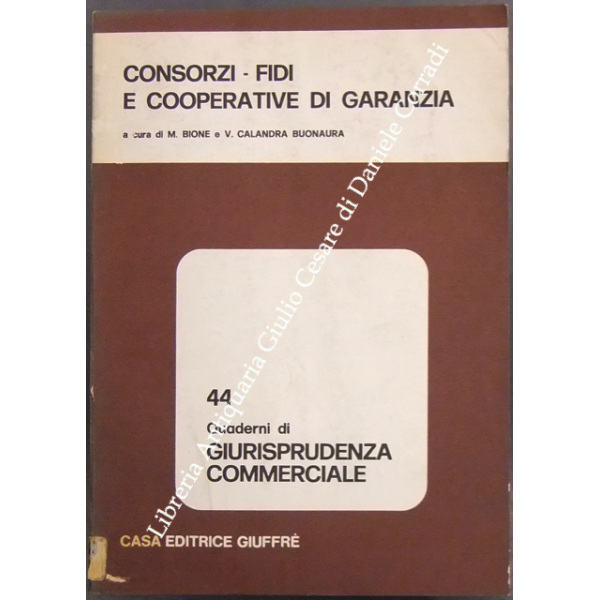 CONSORZI - FIDI
E COOPERATIVE DI GARANZIA
a cura di M. BIONE e V. CALANDRA BUONAURA
44
Quaderni di
GIURISPRUDENZA
COMMERCIALE
CASA EDITRICE GIUFFRÈ
Libreria Antiquaria Giulio Cesare di Daniele Corradi